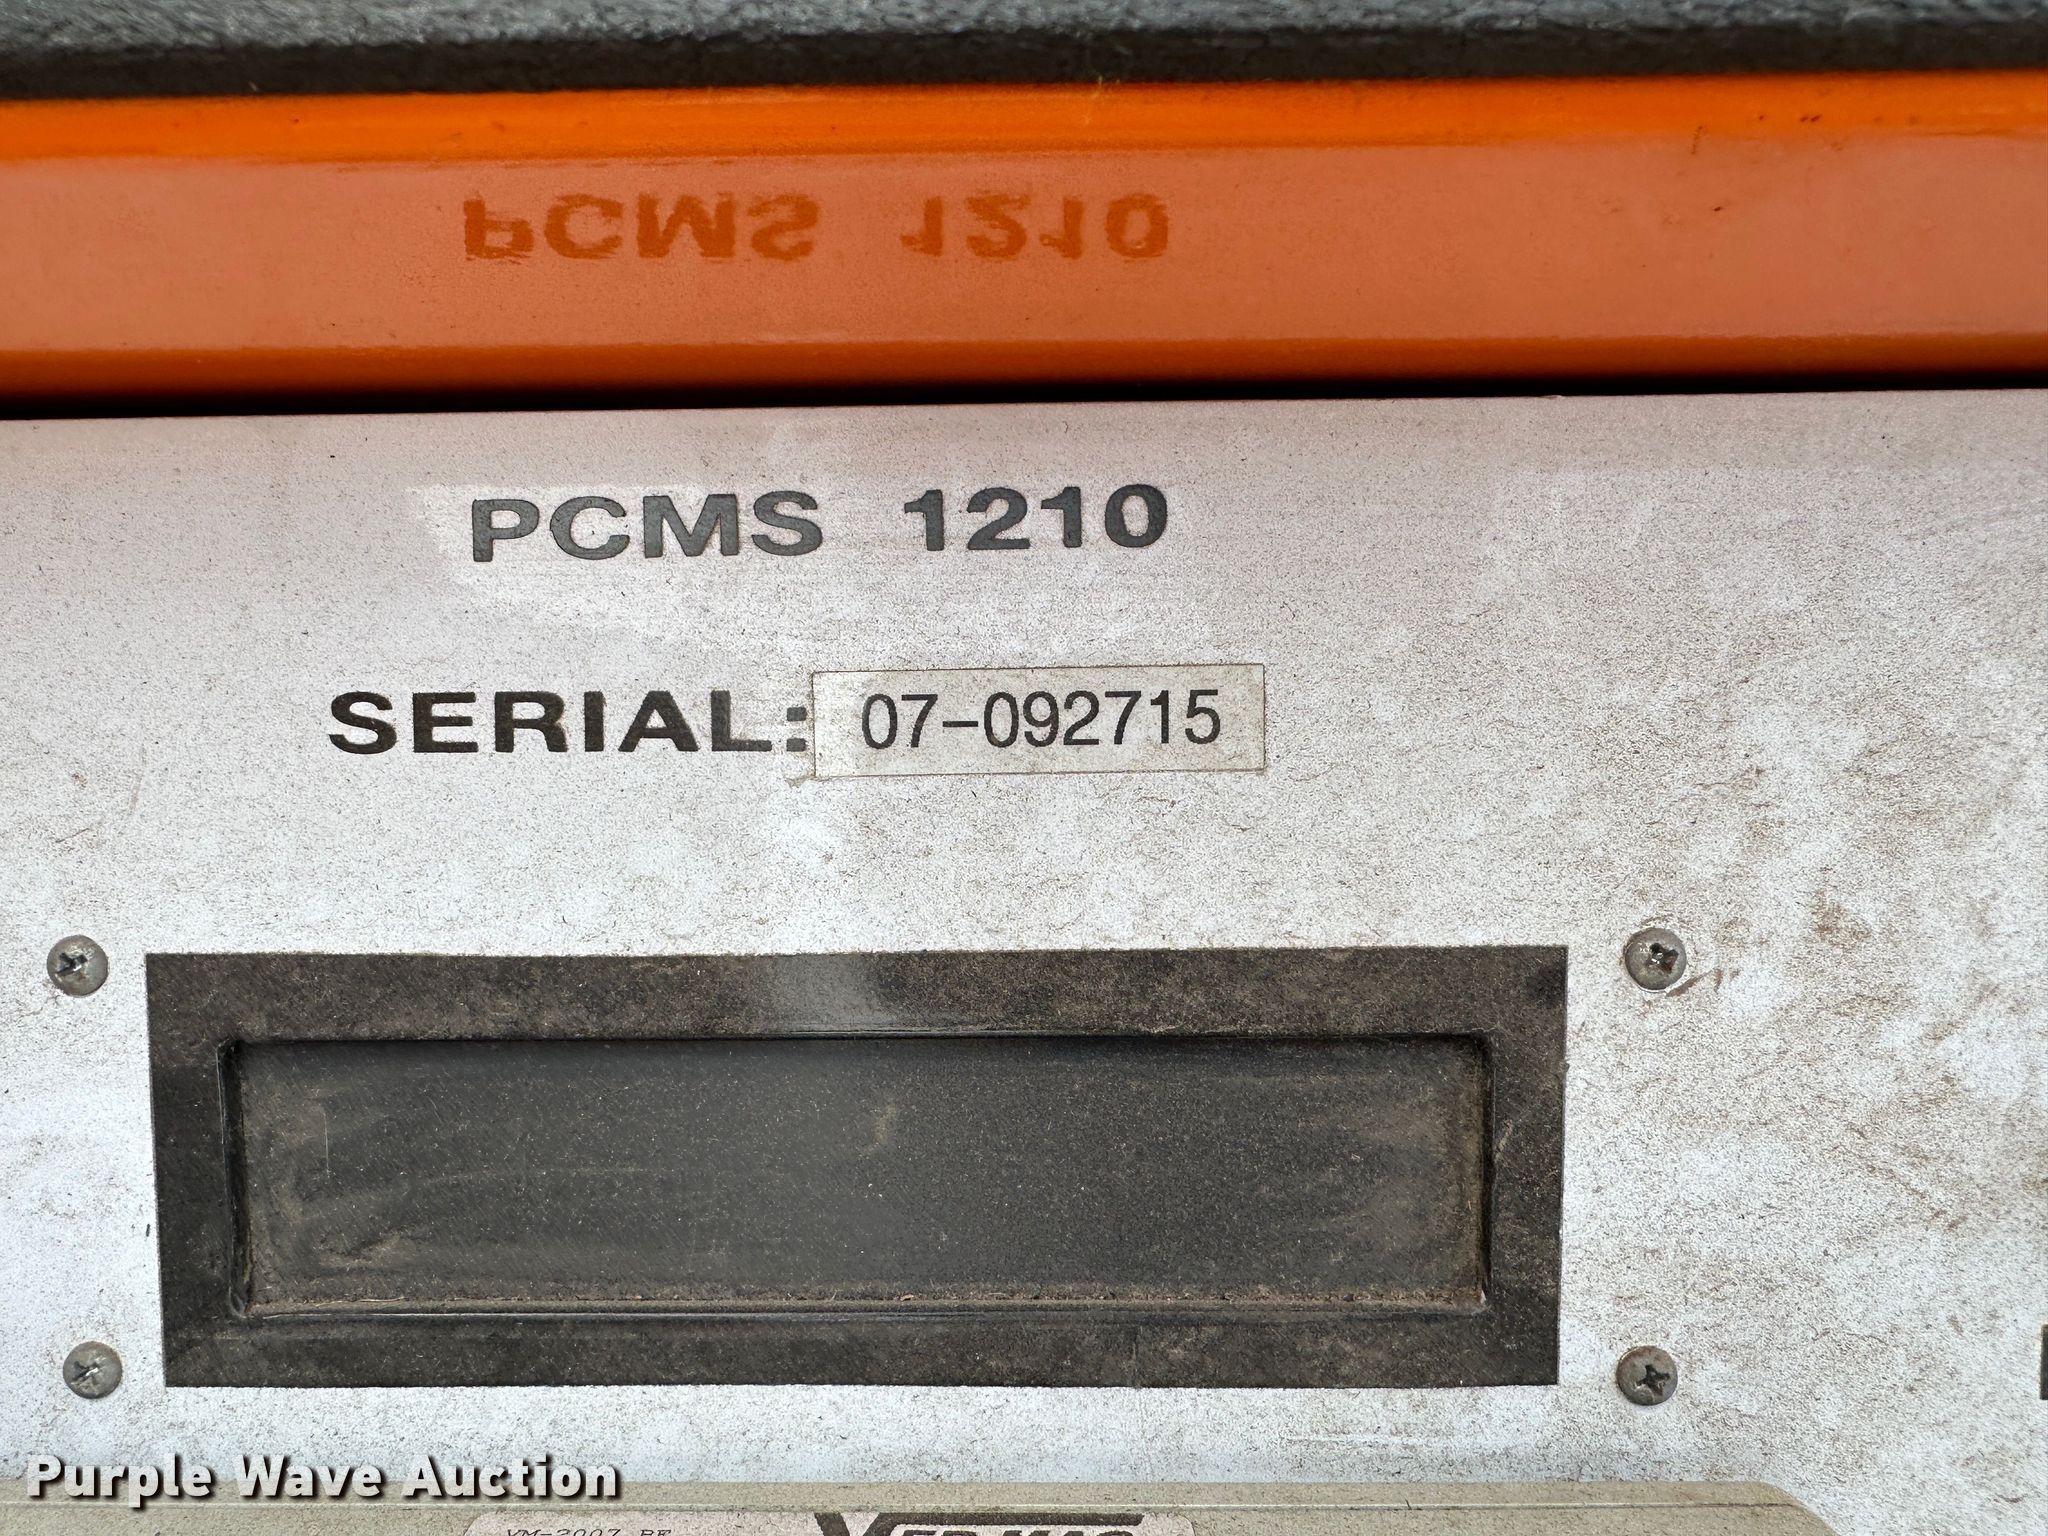 PCMS 1210
PCMS 1210
SERIAL: 07-092715
Purple Wave Auction